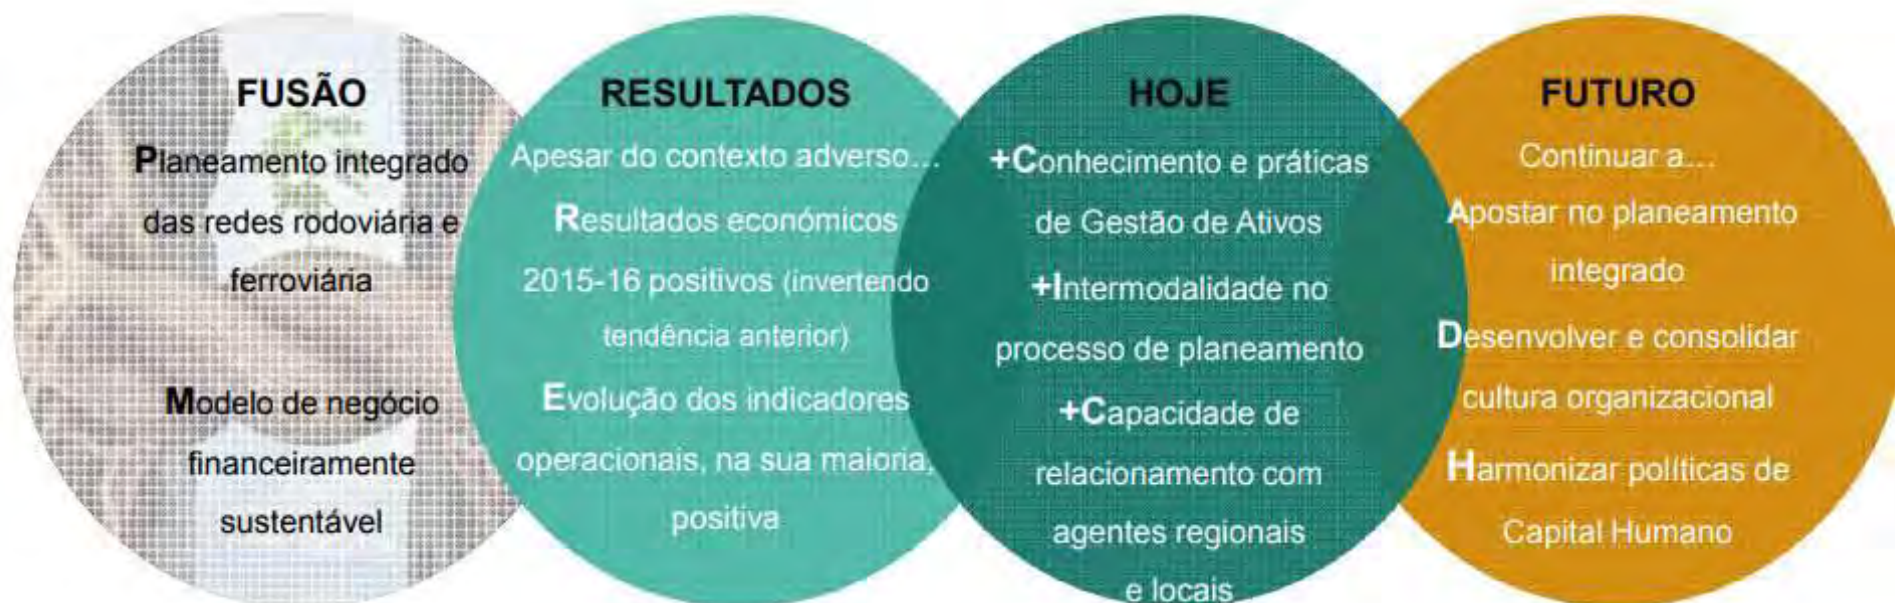 FUSÃO
Planeamento integrado
das redes rodoviária e
ferroviária
Modelo de negócio
financeiramente
sustentável
RESULTADOS
Apesar do contexto adverso...
Resultados económicos
2015-16 positivos (invertendo
tendência anterior)
Evolução dos indicadores
operacionais, na sua maioria,
positiva
HOJE
+Conhecimento e práticas
de Gestão de Ativos
+Intermodalidade no
processo de planeamento
+Capacidade de
relacionamento com
agentes regionais
e locais
FUTURO
Continuar a...
Apostar no planeamento
integrado
Desenvolver e consolidar
cultura organizacional
Harmonizar políticas de
Capital Humano